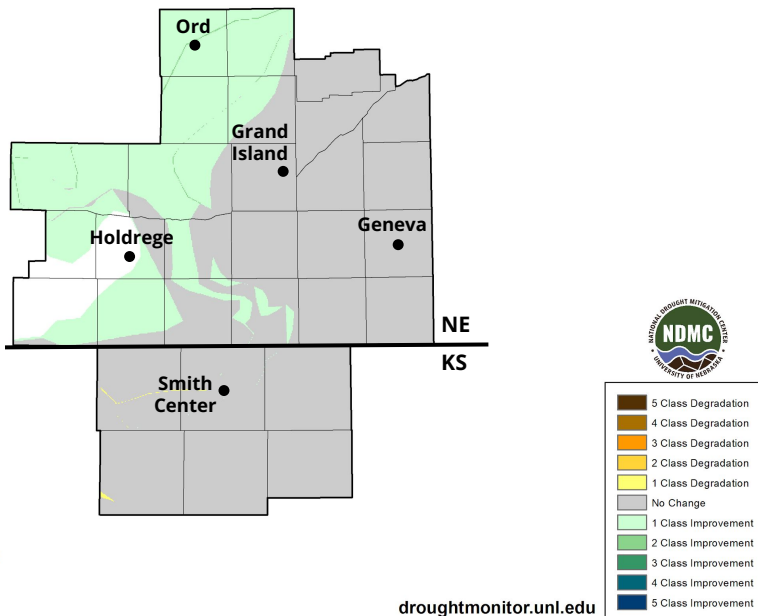 Ord
Grand
Island
Geneva
Holdrege
NE
KS
Smith
Center
NATIONAL DROUGHT MITIGATION CENTER
NDMC
UNIVERSITY OF NEBRASKA
5 Class Degradation
4 Class Degradation
3 Class Degradation
2 Class Degradation
1 Class Degradation
No Change
1 Class Improvement
2 Class Improvement
3 Class Improvement
4 Class Improvement
5 Class Improvement
droughtmonitor.unl.edu